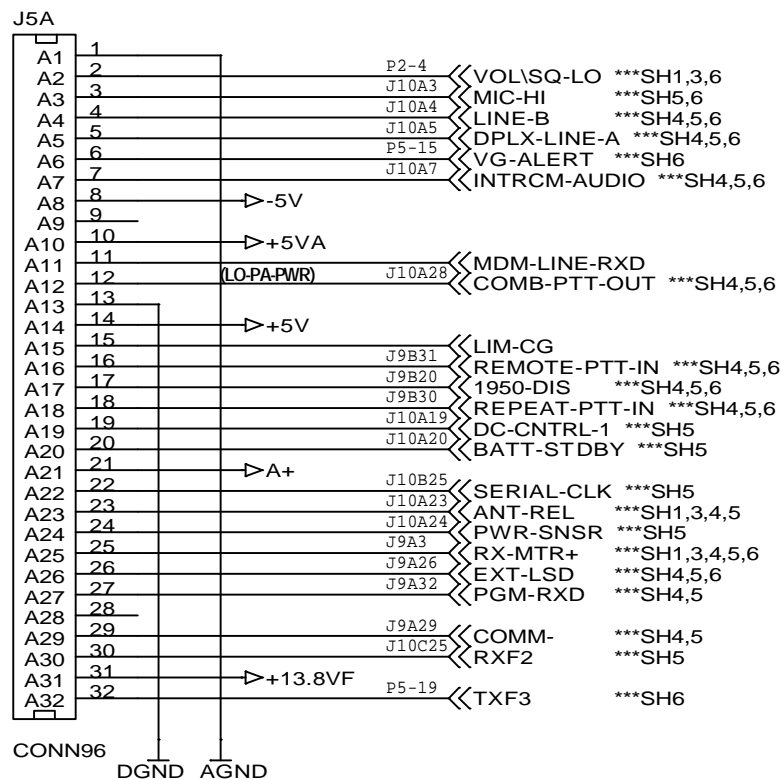 J5A
A1 1
A2 2 P2-4 VOL\SQ-LO ***SH1,3,6
A3 3 J10A3 MIC-HI ***SH5,6
A4 4 J10A4 LINE-B ***SH4,5,6
A5 5 J10A5 DPLX-LINE-A ***SH4,5,6
A6 6 P5-15 VG-ALERT ***SH6
A7 7 J10A7 INTRCM-AUDIO ***SH4,5,6
A8 8 -5V
A9 9
A10 10 +5VA
A11 11 MDM-LINE-RXD
A12 12 (LO-PA-PWR) J10A28 COMB-PTT-OUT ***SH4,5,6
A13 13
A14 14 +5V
A15 15 LIM-CG
A16 16 J9B31 REMOTE-PTT-IN ***SH4,5,6
A17 17 J9B20 1950-DIS ***SH4,5,6
A18 18 J9B30 REPEAT-PTT-IN ***SH4,5,6
A19 19 J10A19 DC-CNTRL-1 ***SH5
A20 20 J10A20 BATT-STDBY ***SH5
A21 21 A+
A22 22 J10B25 SERIAL-CLK ***SH5
A23 23 J10A23 ANT-REL ***SH1,3,4,5
A24 24 J10A24 PWR-SNSR ***SH5
A25 25 J9A3 RX-MTR+ ***SH1,3,4,5,6
A26 26 J9A26 EXT-LSD ***SH4,5,6
A27 27 J9A32 PGM-RXD ***SH4,5
A28 28
A29 29 J9A29 COMM- ***SH4,5
A30 30 J10C25 RXF2 ***SH5
A31 31 +13.8VF
A32 32 P5-19 TXF3 ***SH6
CONN96
DGND AGND